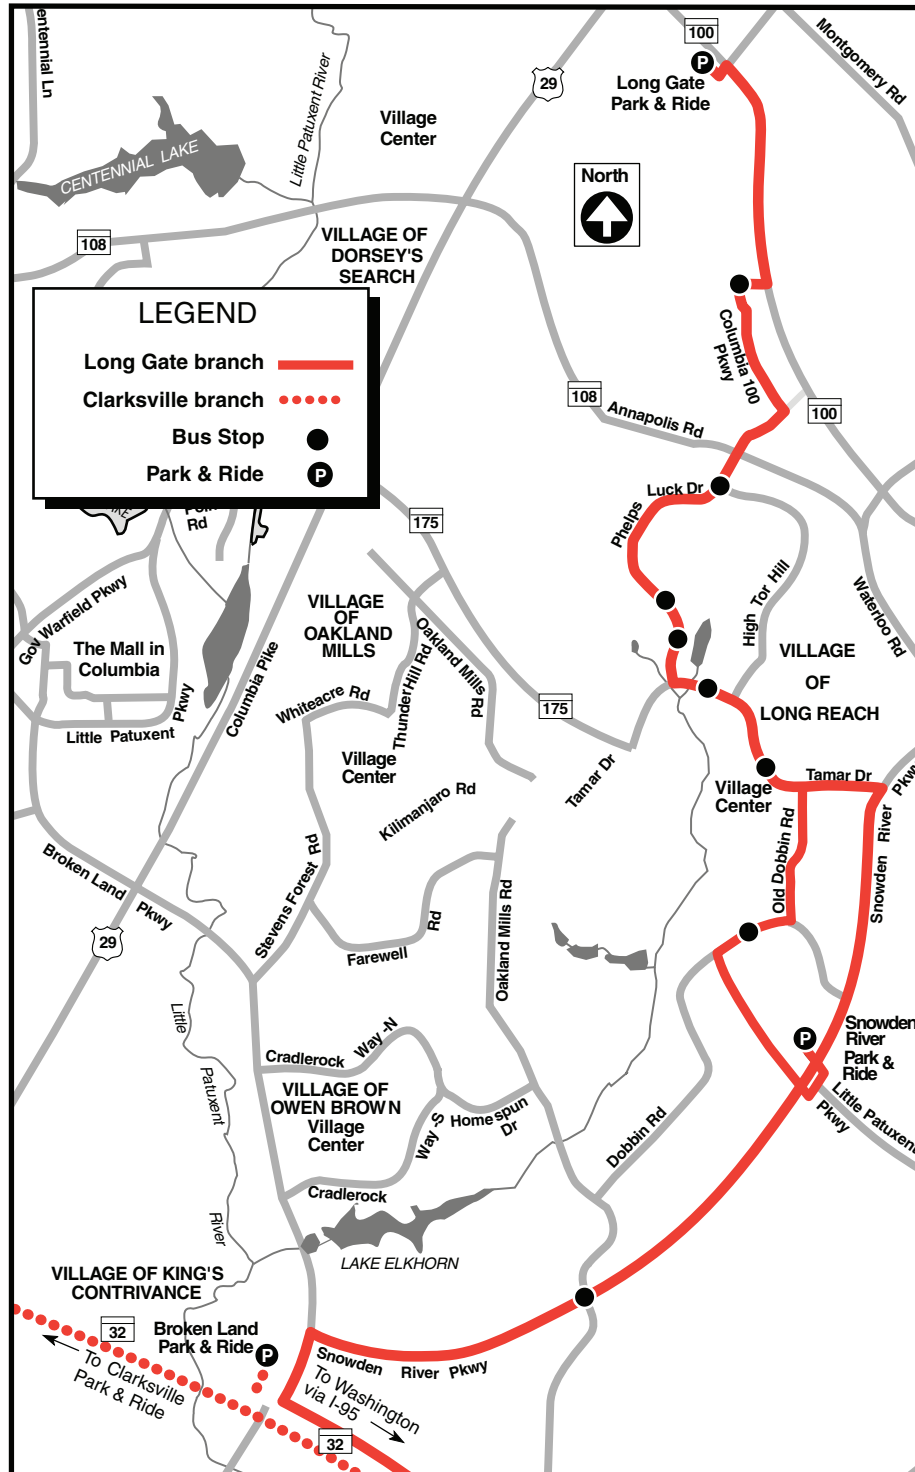 entennial Ln
100
Montgomery Rd
P
Long Gate
Park & Ride
29
Little Patuxent River
Village
Center
CENTENNIAL LAKE
North
108
VILLAGE OF
DORSEY'S
SEARCH
LEGEND
Long Gate branch
Clarksville branch
Bus Stop
Park & Ride
P
Columbia 100
Pkwy
108
100
Annapolis Rd
Luck Dr
Phelps
175
Rd
Gov Warfield Pkwy
The Mall in
Columbia
Little Patuxent
Pkwy
Columbia Pike
VILLAGE
OF
OAKLAND
MILLS
Oakland Mills
Rd
Thunder Hill Rd
Whiteacre Rd
High Tor Hill
Waterloo Rd
VILLAGE
OF
LONG REACH
175
Village
Center
Kilimanjaro Rd
Tamar Dr
Village
Center
Tamar Dr
Pkw
Old Dobbin Rd
Snowden River
Broken Land
Pkwy
Stevens Forest Rd
Farewell
Rd
Oakland Mills Rd
29
Little
Patuxent
River
Cradlerock
Way -N
VILLAGE OF
OWEN BROWN
Village
Center
Way -S
Homespun
Dr
Cradlerock
P
Snowden
River
Park &
Ride
Little Patuxent
Pkwy
Dobbin Rd
LAKE ELKHORN
VILLAGE OF KING'S
CONTRIVANCE
32
Broken Land
Park & Ride
P
To Clarksville
Park & Ride
Snowden River Pkwy
To Washington
via I-95
32